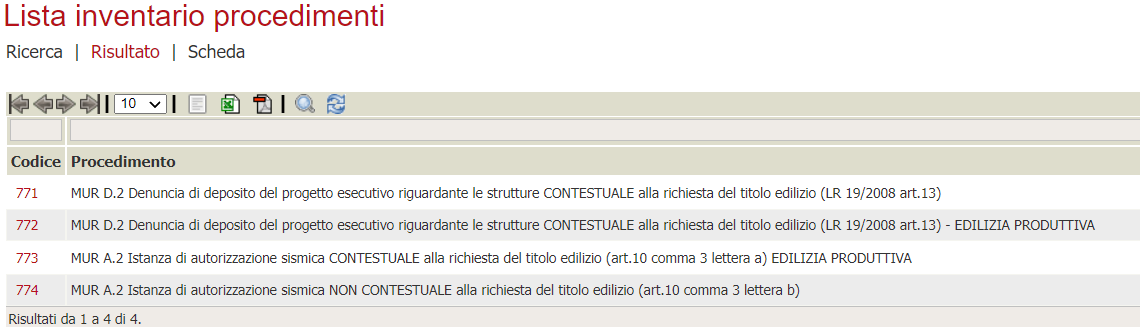 Lista inventario procedimenti
Ricerca | Risultato | Scheda
10
Codice Procedimento
771 MUR D.2 Denuncia di deposito del progetto esecutivo riguardante le strutture CONTESTUALE alla richiesta del titolo edilizio (LR 19/2008 art.13)
772 MUR D.2 Denuncia di deposito del progetto esecutivo riguardante le strutture CONTESTUALE alla richiesta del titolo edilizio (LR 19/2008 art.13) - EDILIZIA PRODUTTIVA
773 MUR A.2 Istanza di autorizzazione sismica CONTESTUALE alla richiesta del titolo edilizio (art.10 comma 3 lettera a) EDILIZIA PRODUTTIVA
774 MUR A.2 Istanza di autorizzazione sismica NON CONTESTUALE alla richiesta del titolo edilizio (art.10 comma 3 lettera b)
Risultati da 1 a 4 di 4.